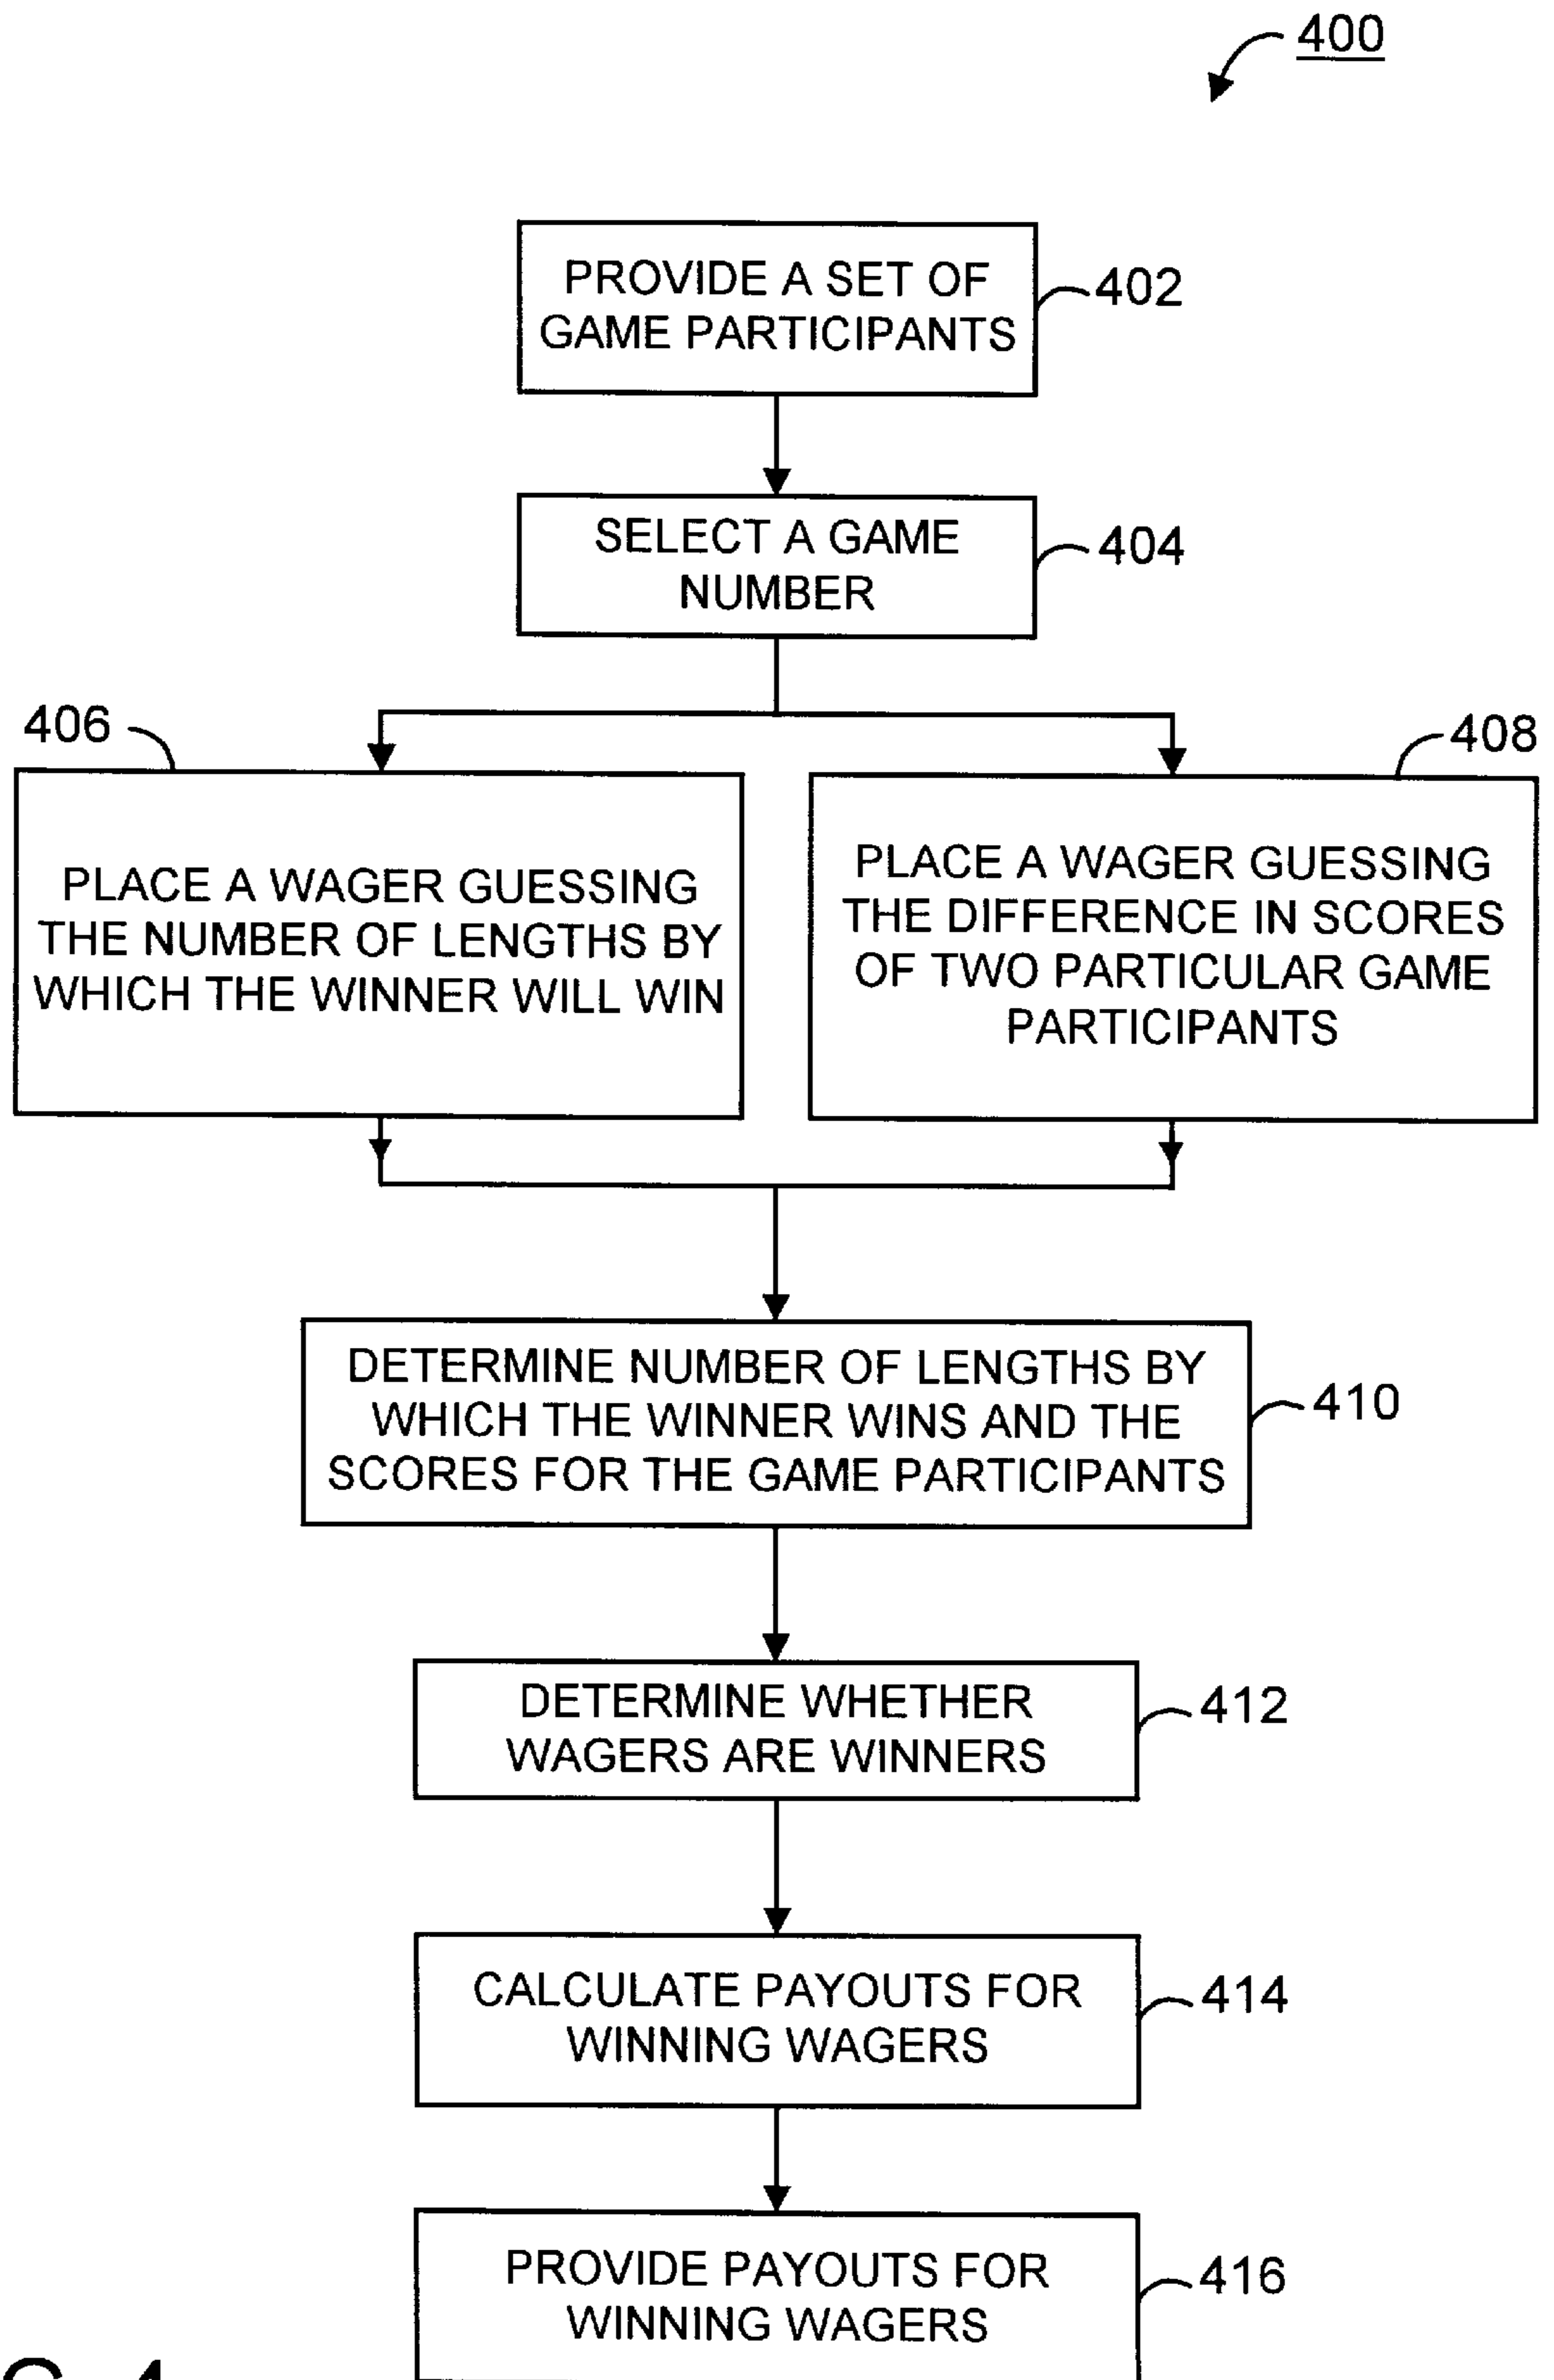 400
PROVIDE A SET OF
GAME PARTICIPANTS
402
SELECT A GAME
NUMBER
404
406
PLACE A WAGER GUESSING
THE NUMBER OF LENGTHS BY
WHICH THE WINNER WILL WIN
408
PLACE A WAGER GUESSING
THE DIFFERENCE IN SCORES
OF TWO PARTICULAR GAME
PARTICIPANTS
DETERMINE NUMBER OF LENGTHS BY
WHICH THE WINNER WINS AND THE
SCORES FOR THE GAME PARTICIPANTS
410
DETERMINE WHETHER
WAGERS ARE WINNERS
412
CALCULATE PAYOUTS FOR
WINNING WAGERS
414
PROVIDE PAYOUTS FOR
WINNING WAGERS
416